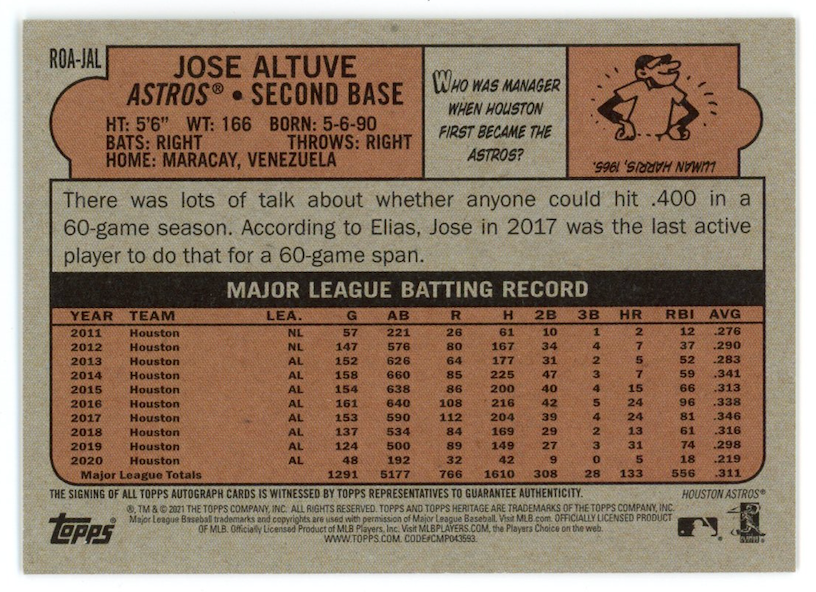 ROA-JAL
JOSE ALTUVE
ASTROS® • SECOND BASE
HT: 5'6" WT: 166 BORN: 5-6-90
BATS: RIGHT THROWS: RIGHT
HOME: MARACAY, VENEZUELA
WHO WAS MANAGER
WHEN HOUSTON
FIRST BECAME THE
ASTROS?
LUMAN HARRIS, 1965.
There was lots of talk about whether anyone could hit .400 in a
60-game season. According to Elias, Jose in 2017 was the last active
player to do that for a 60-game span.
MAJOR LEAGUE BATTING RECORD
YEAR TEAM LEA. G AB R H 2B 3B HR RBI AVG
2011 Houston NL 57 221 26 61 10 1 2 12 .276
2012 Houston NL 147 576 80 167 34 4 7 37 .290
2013 Houston AL 152 626 64 177 31 2 5 52 .283
2014 Houston AL 158 660 85 225 47 3 7 59 .341
2015 Houston AL 154 638 86 200 40 4 15 66 .313
2016 Houston AL 161 640 108 216 42 5 24 96 .338
2017 Houston AL 153 590 112 204 39 4 24 81 .346
2018 Houston AL 137 534 84 169 29 2 13 61 .316
2019 Houston AL 124 500 89 149 27 3 31 74 .298
2020 Houston AL 48 192 32 42 9 0 5 18 .219
Major League Totals 1291 5177 766 1610 308 28 133 556 .311
THE SIGNING OF ALL TOPPS AUTOGRAPH CARDS IS WITNESSED BY TOPPS REPRESENTATIVES TO GUARANTEE AUTHENTICITY.
HOUSTON ASTROS®
Topps®
®, TM & © 2021 THE TOPPS COMPANY, INC. ALL RIGHTS RESERVED. TOPPS AND TOPPS HERITAGE ARE TRADEMARKS OF THE TOPPS COMPANY, INC.
Major League Baseball trademarks and copyrights are used with permission of Major League Baseball. Visit MLB.com. OFFICIALLY LICENSED PRODUCT
OF MLB. Officially Licensed Product of MLB Players, Inc. Visit MLBPLAYERS.COM, the Players Choice on the web.
WWW.TOPPS.COM. CODE#CMP043593.